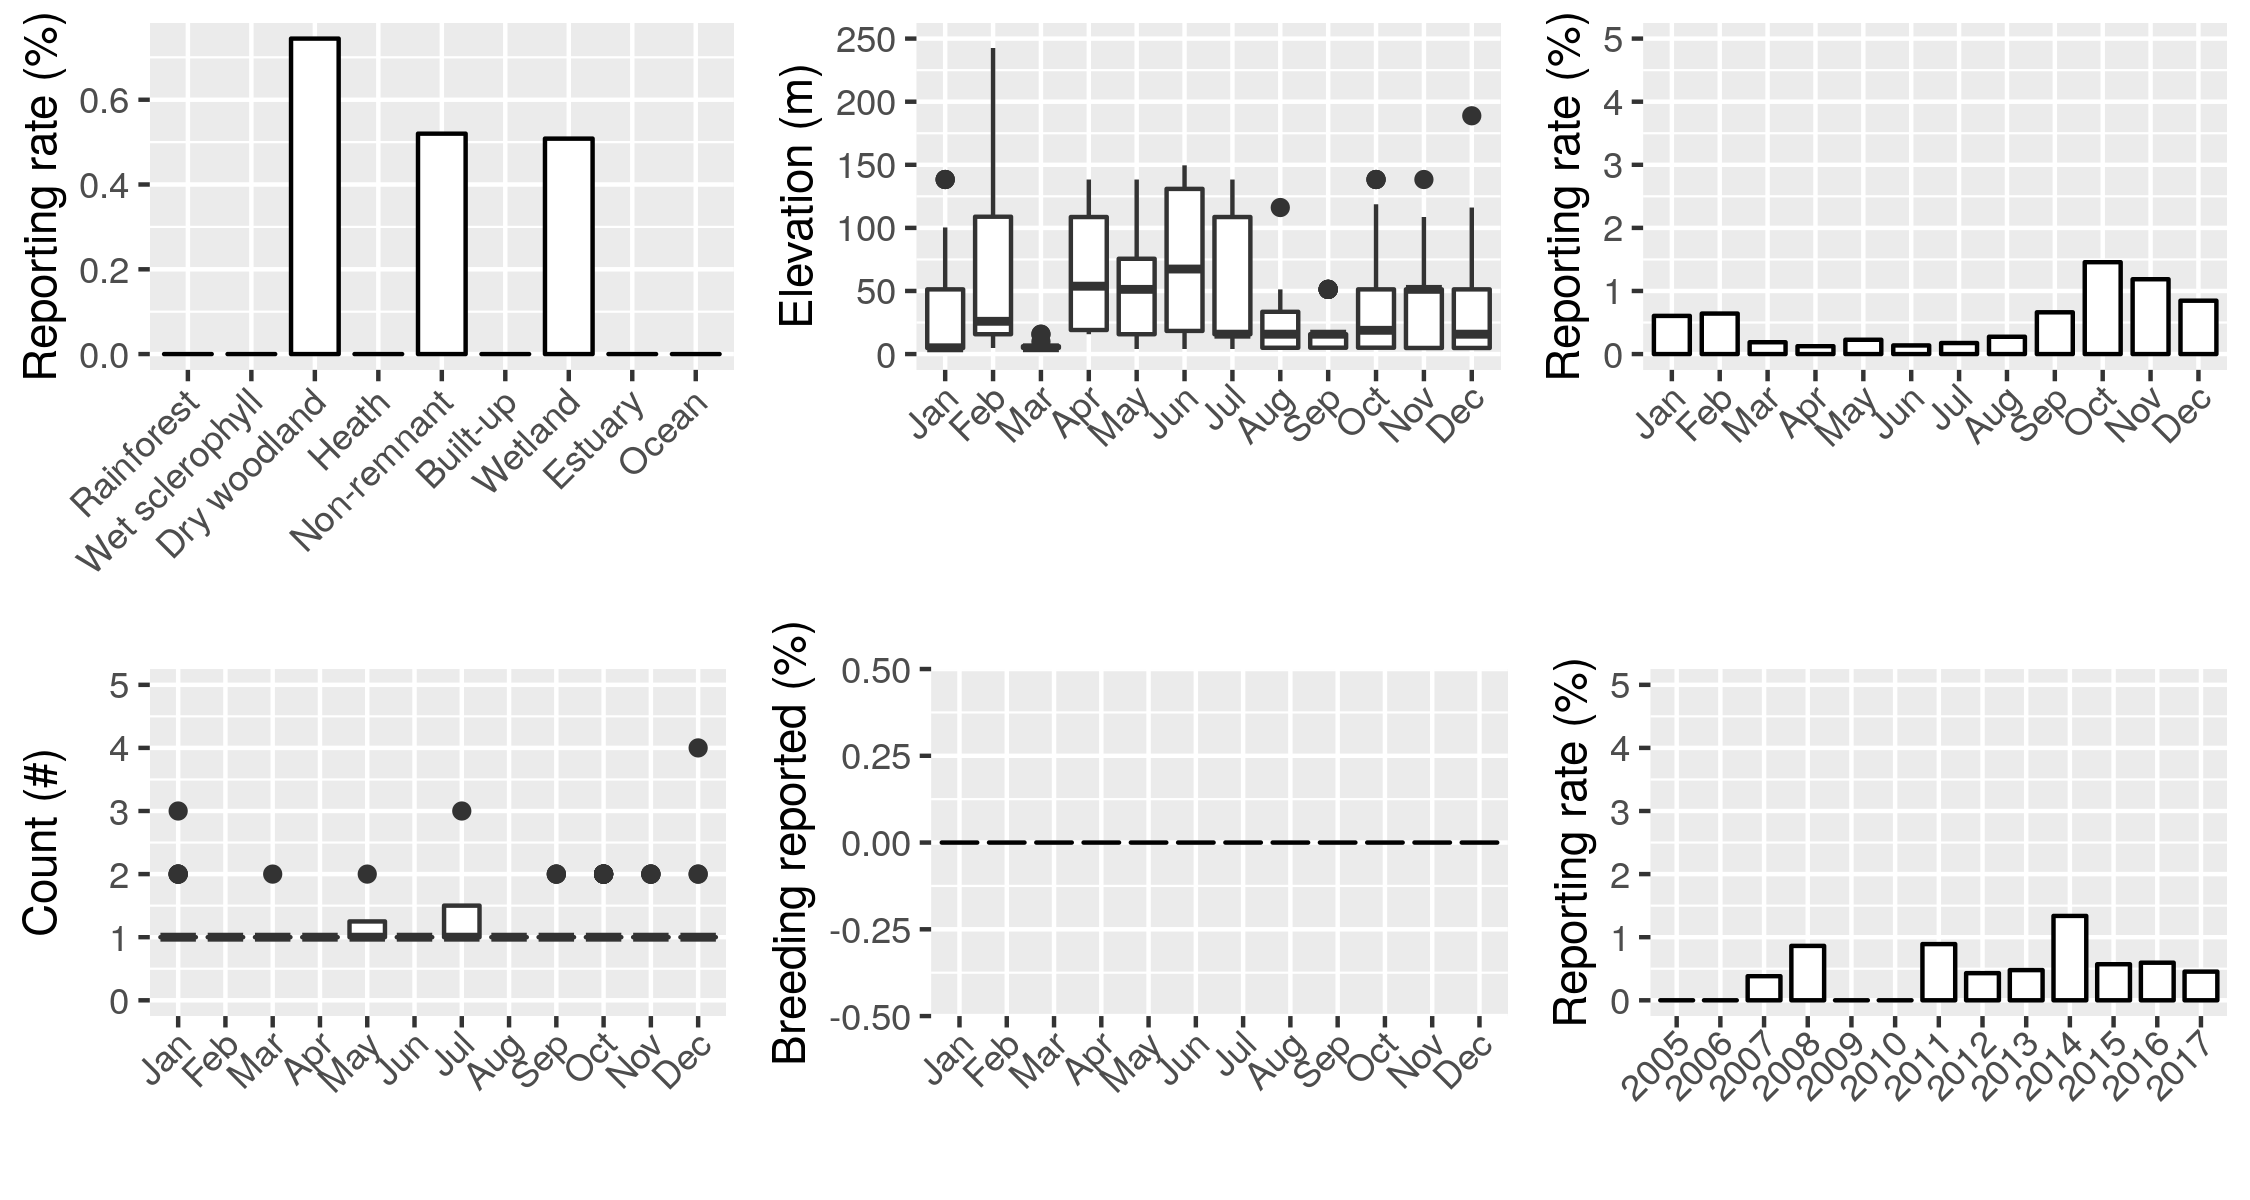 Reporting rate (%)
0.6
0.4
0.2
0.0
Rainforest
Wet sclerophyll
Dry woodland
Heath
Non-remnant
Built-up
Wetland
Estuary
Ocean
Elevation (m)
250
200
150
100
50
0
Jan
Feb
Mar
Apr
May
Jun
Jul
Aug
Sep
Oct
Nov
Dec
Reporting rate (%)
5
4
3
2
1
0
Jan
Feb
Mar
Apr
May
Jun
Jul
Aug
Sep
Oct
Nov
Dec
Count (#)
5
4
3
2
1
0
Jan
Feb
Mar
Apr
May
Jun
Jul
Aug
Sep
Oct
Nov
Dec
Breeding reported (%)
0.50
0.25
0.00
-0.25
-0.50
Jan
Feb
Mar
Apr
May
Jun
Jul
Aug
Sep
Oct
Nov
Dec
Reporting rate (%)
5
4
3
2
1
0
2005
2006
2007
2008
2009
2010
2011
2012
2013
2014
2015
2016
2017